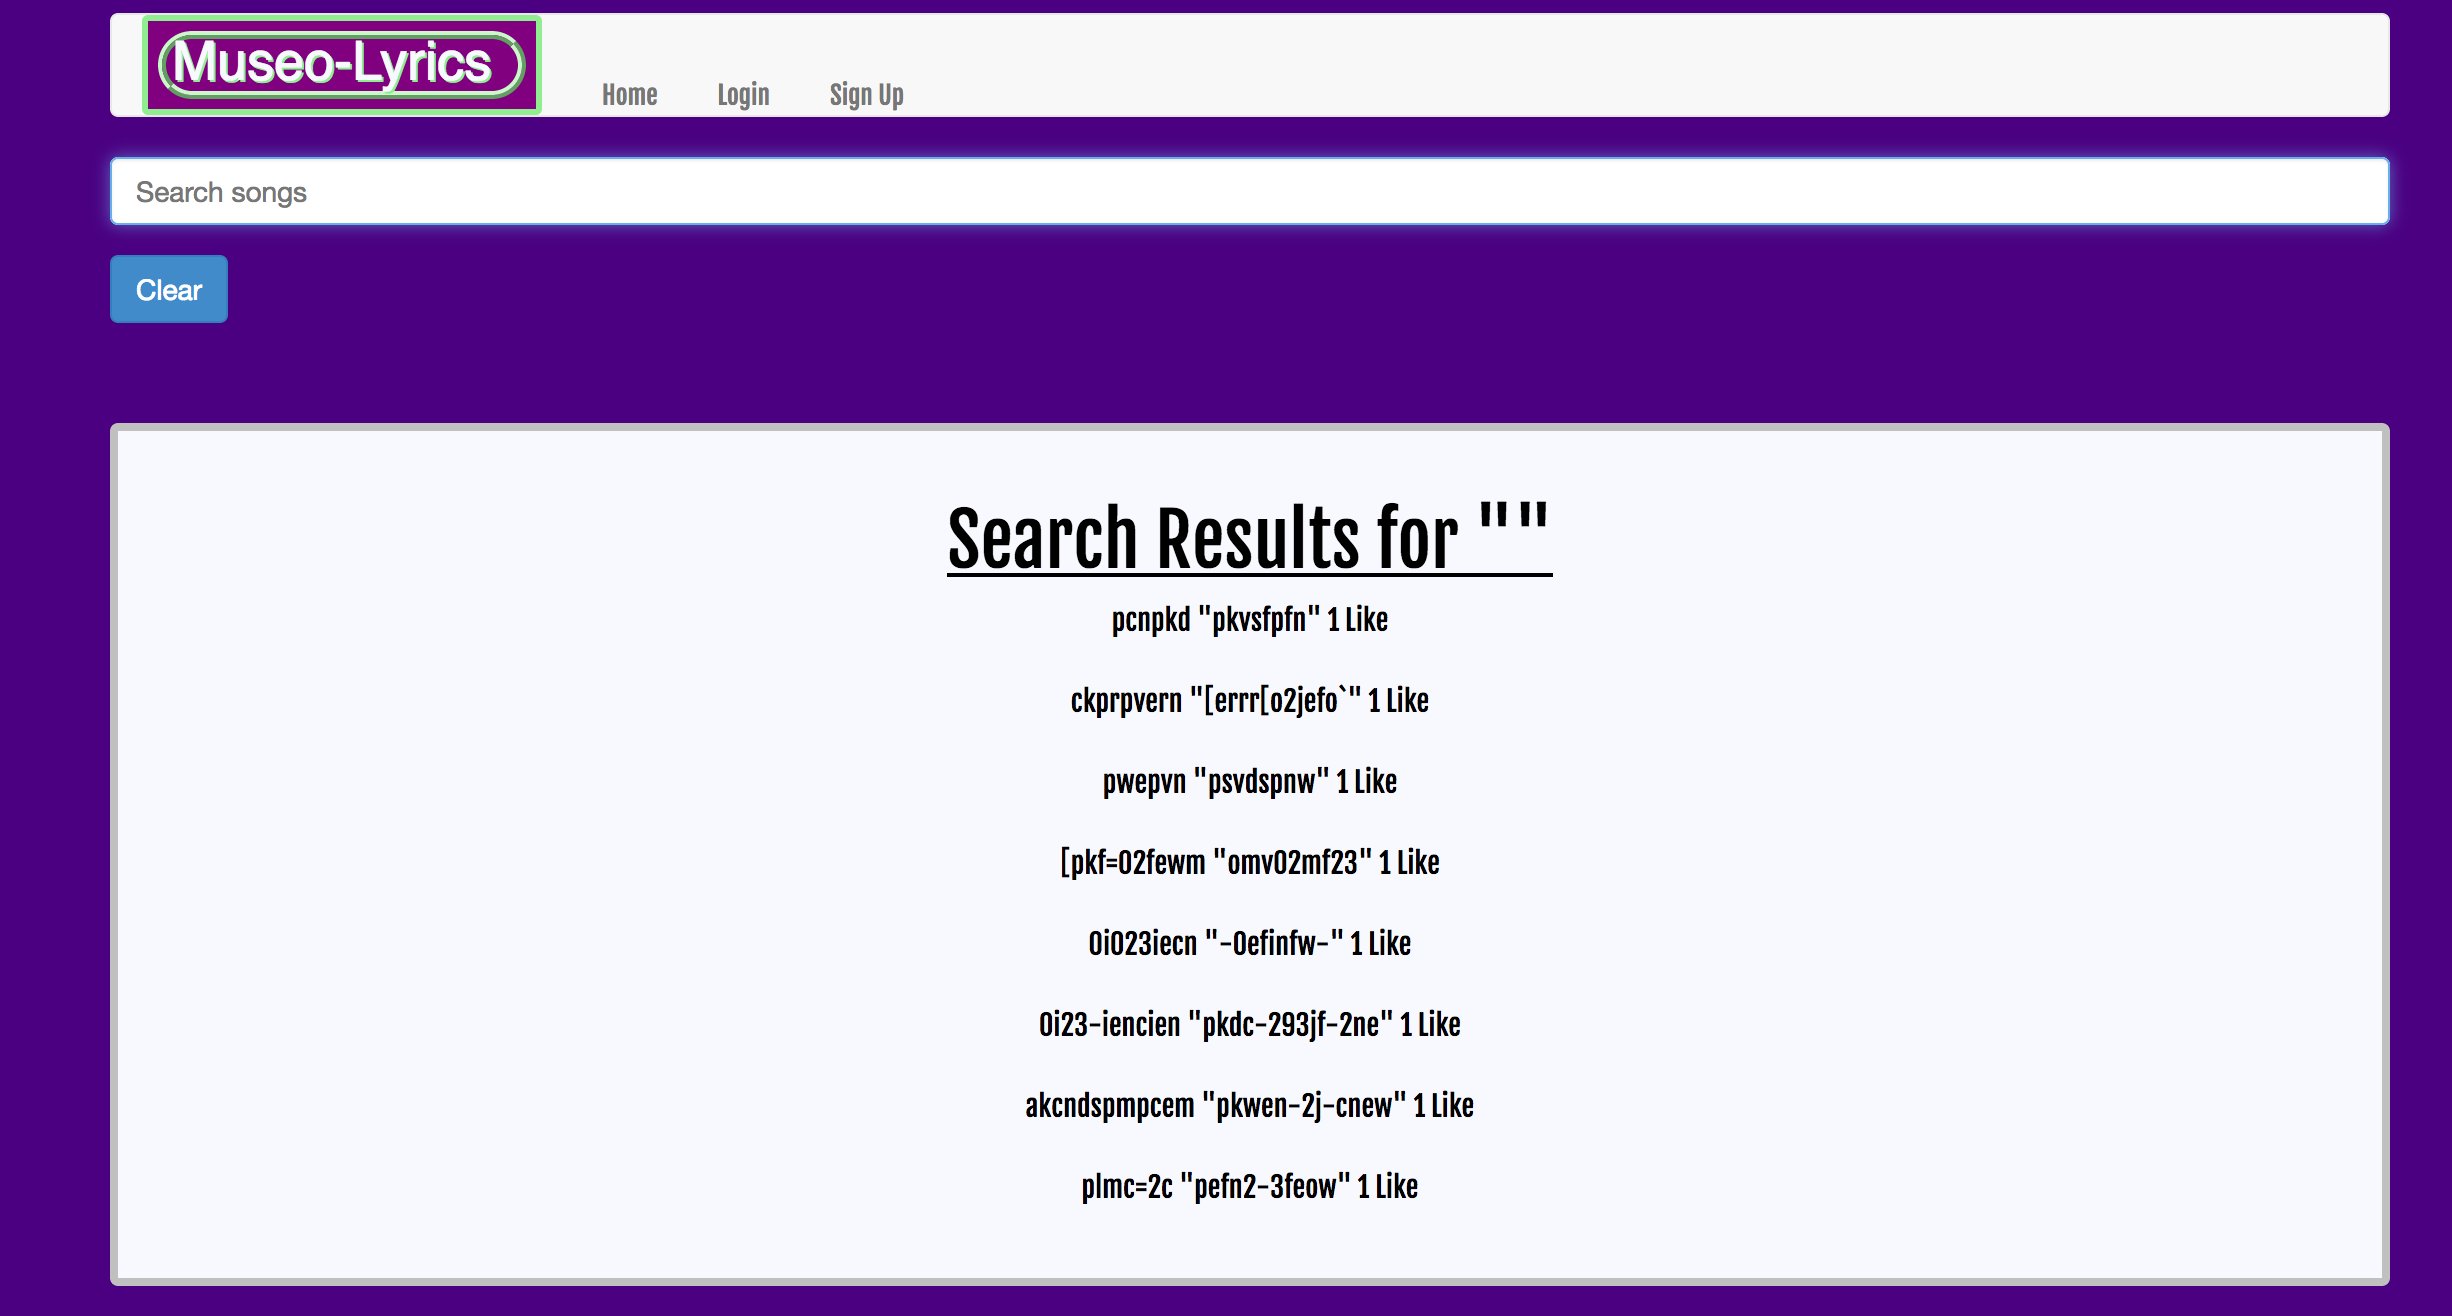 Museo-Lyrics
Home Login Sign Up
Search songs
Clear
Search Results for ""
pcnpkd "pkvsfpfn" 1 Like
ckprpvern "[errr[o2jefo`" 1 Like
pwepvn "psvdspnw" 1 Like
[pkf=02fewm "omv02mf23" 1 Like
0i023iecn "-0efinfw-" 1 Like
0i23-iencien "pkdc-293jf-2ne" 1 Like
akcndspmpcem "pkwen-2j-cnew" 1 Like
plmc=2c "pefn2-3feow" 1 Like